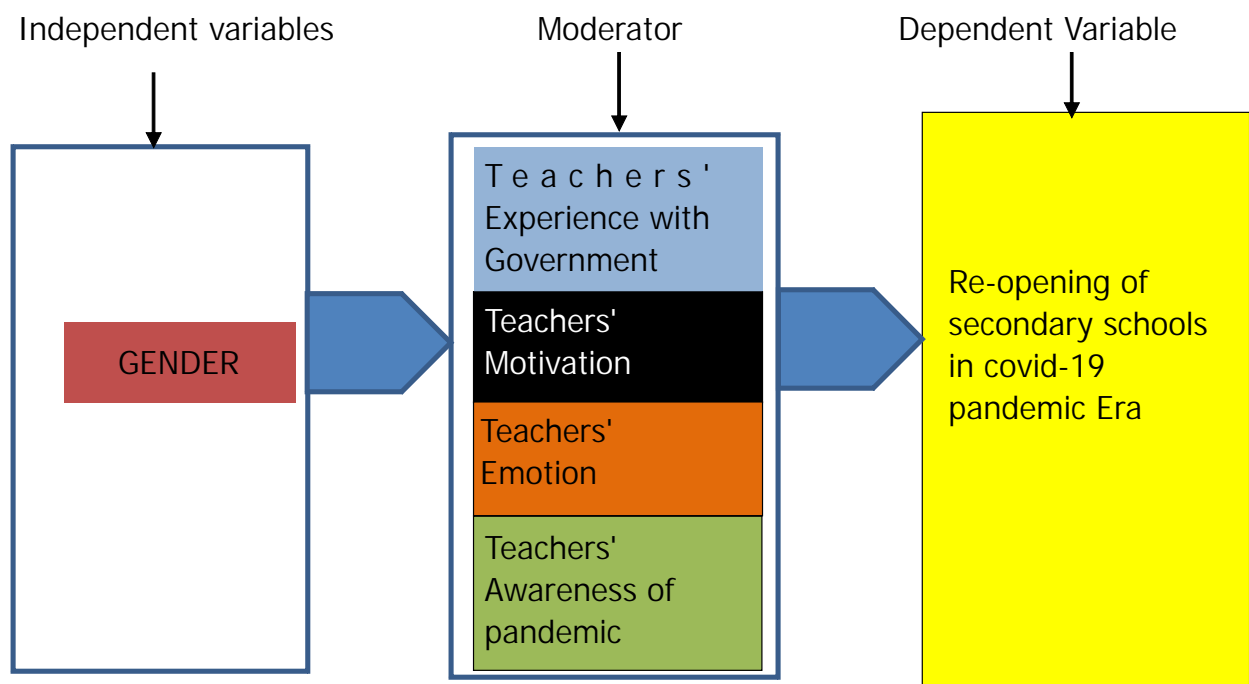 Independent variables
Moderator
Dependent Variable
GENDER
T e a c h e r s '
Experience with
Government
Teachers'
Motivation
Teachers'
Emotion
Teachers'
Awareness of
pandemic
Re-opening of
secondary schools
in covid-19
pandemic Era